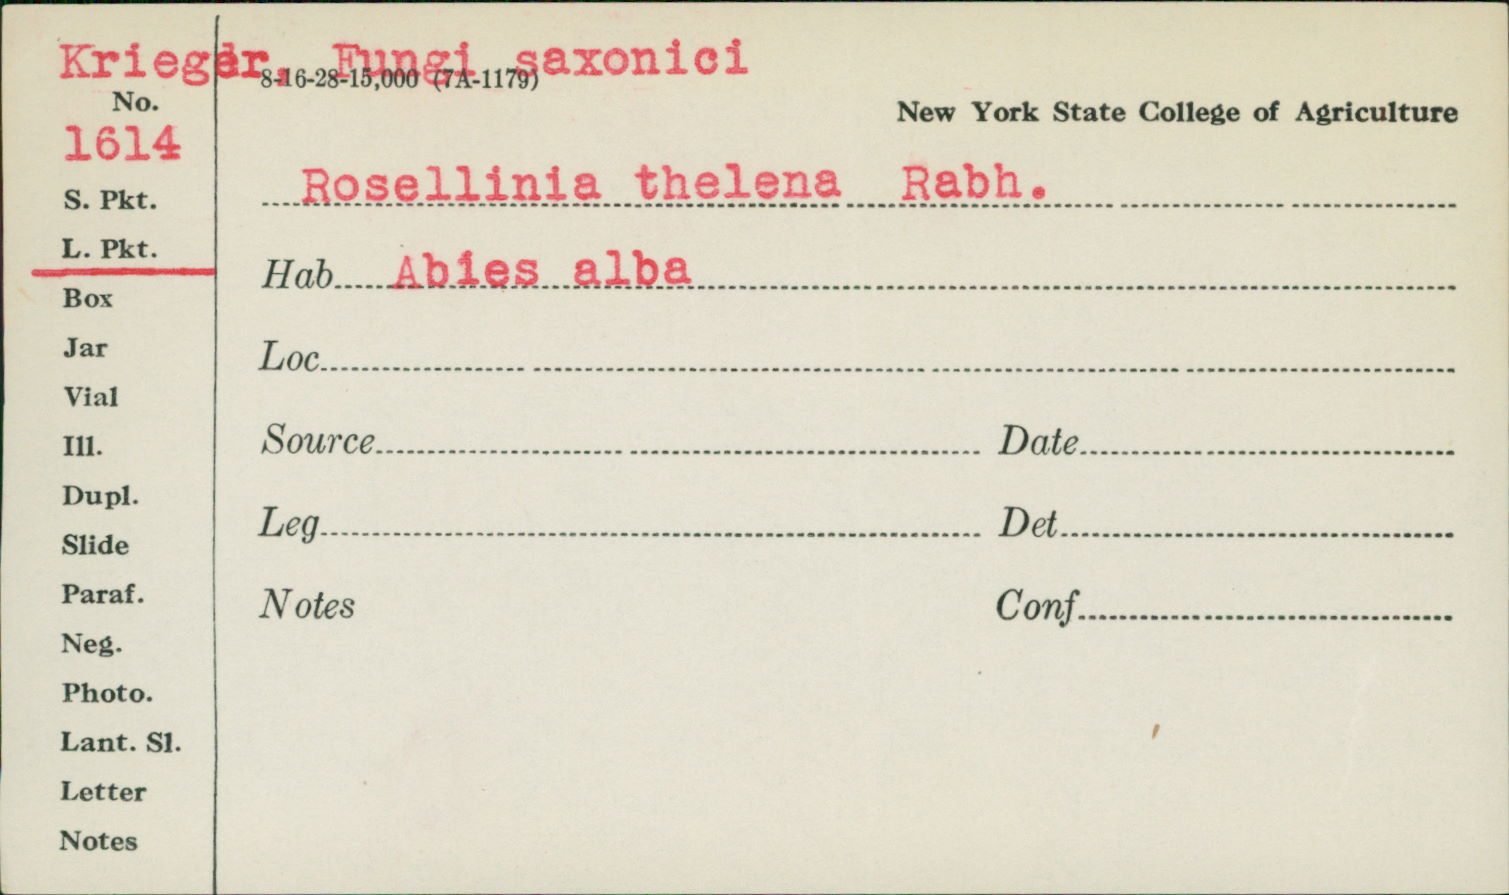 Krieger, Fungi saxonici
8-16-28-15,000 (7A-1179)
No.
New York State College of Agriculture
1614
Rosellinia thelena Rabh.
S. Pkt.
L. Pkt.
Hab. Abies alba
Box
Jar
Loc.
Vial
Ill.
Source Date
Dupl.
Slide
Leg. Det.
Paraf.
Notes Conf.
Neg.
Photo.
Lant. Sl.
Letter
Notes